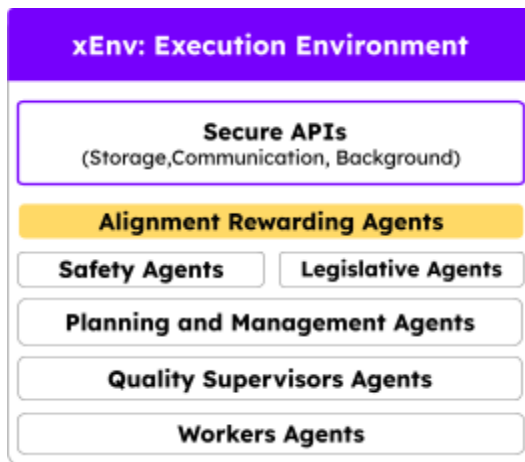 xEnv: Execution Environment
Secure APIs
(Storage,Communication, Background)
Alignment Rewarding Agents
Safety Agents
Legislative Agents
Planning and Management Agents
Quality Supervisors Agents
Workers Agents